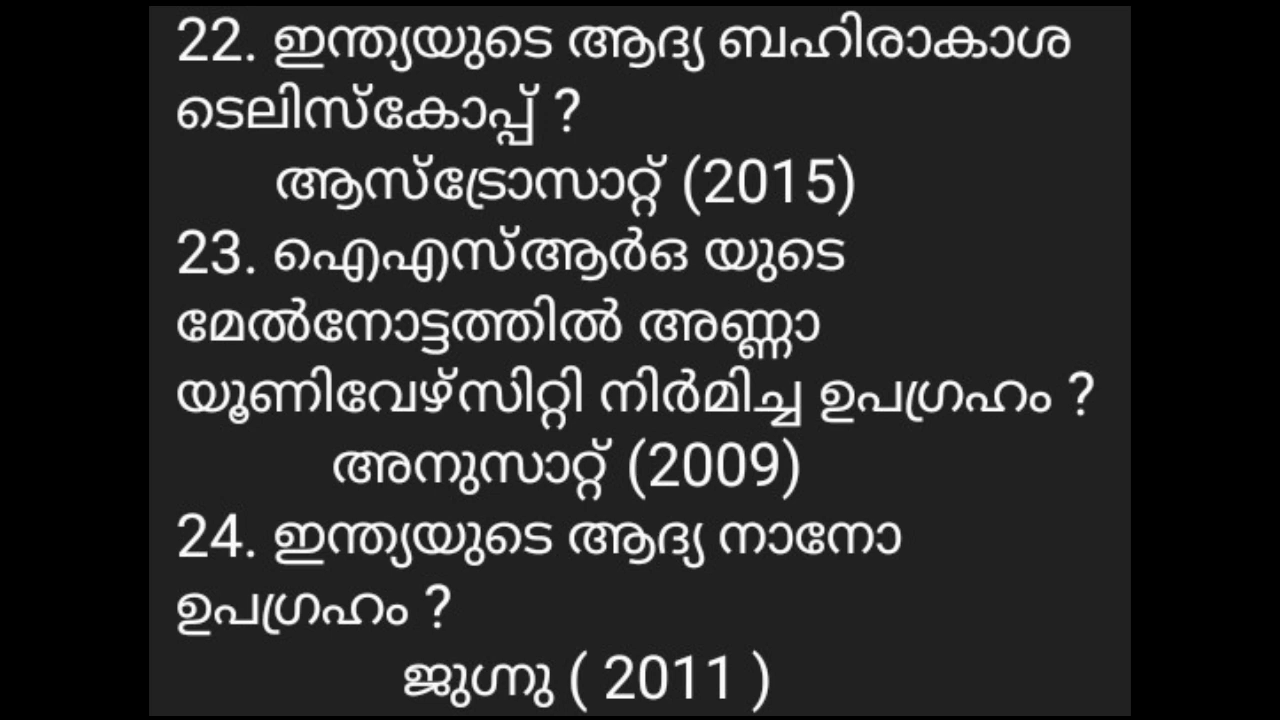 22. ഇന്ത്യയുടെ ആദ്യ ബഹിരാകാശ
ടെലിസ്കോപ്പ് ?
ആസ്ട്രോസാറ്റ് (2015)
23. ഐഎസ്ആർഒ യുടെ
മേൽനോട്ടത്തിൽ അണ്ണാ
യൂണിവേഴ്സിറ്റി നിർമിച്ച ഉപഗ്രഹം ?
അനുസാറ്റ് (2009)
24. ഇന്ത്യയുടെ ആദ്യ നാനോ
ഉപഗ്രഹം ?
ജുഗ്നു ( 2011 )